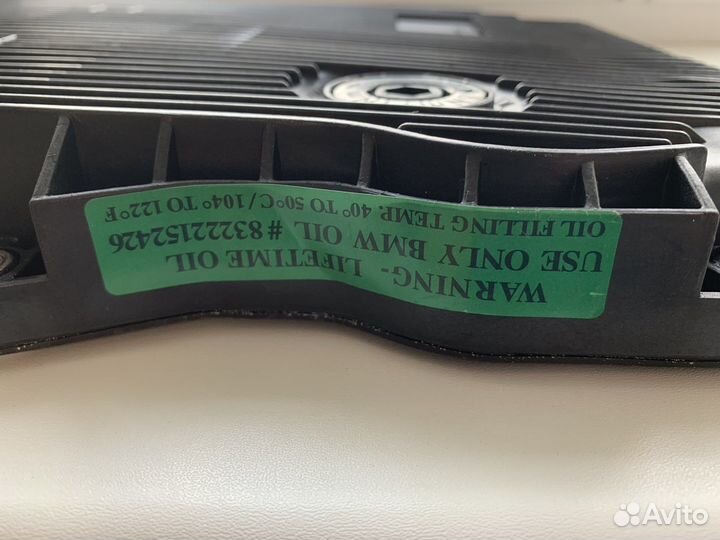 WARNING- LIFETIME OIL
USE ONLY BMW OIL # 83222152426
OIL FILLING TEMP. 40° TO 50°C/104° TO 122°F
Avito